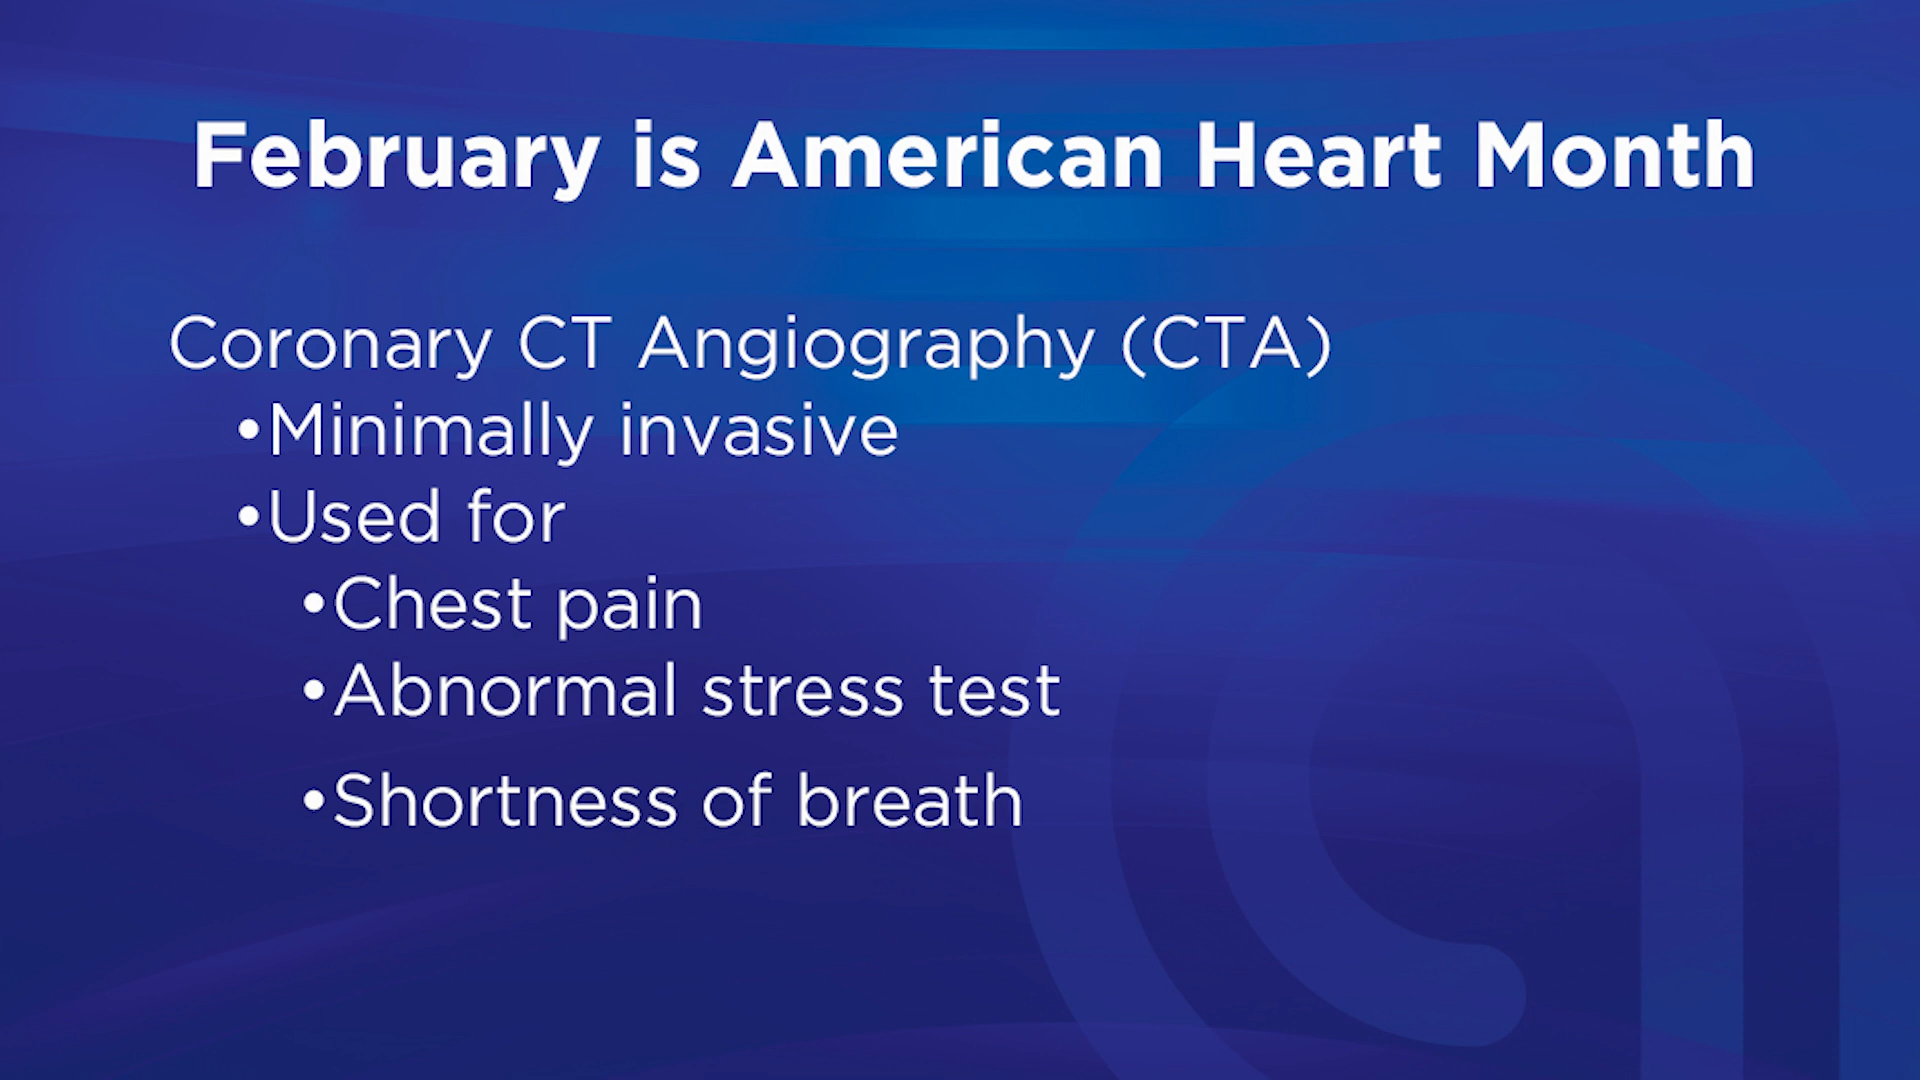 February is American Heart Month
Coronary CT Angiography (CTA)
•Minimally invasive
•Used for
•Chest pain
•Abnormal stress test
•Shortness of breath